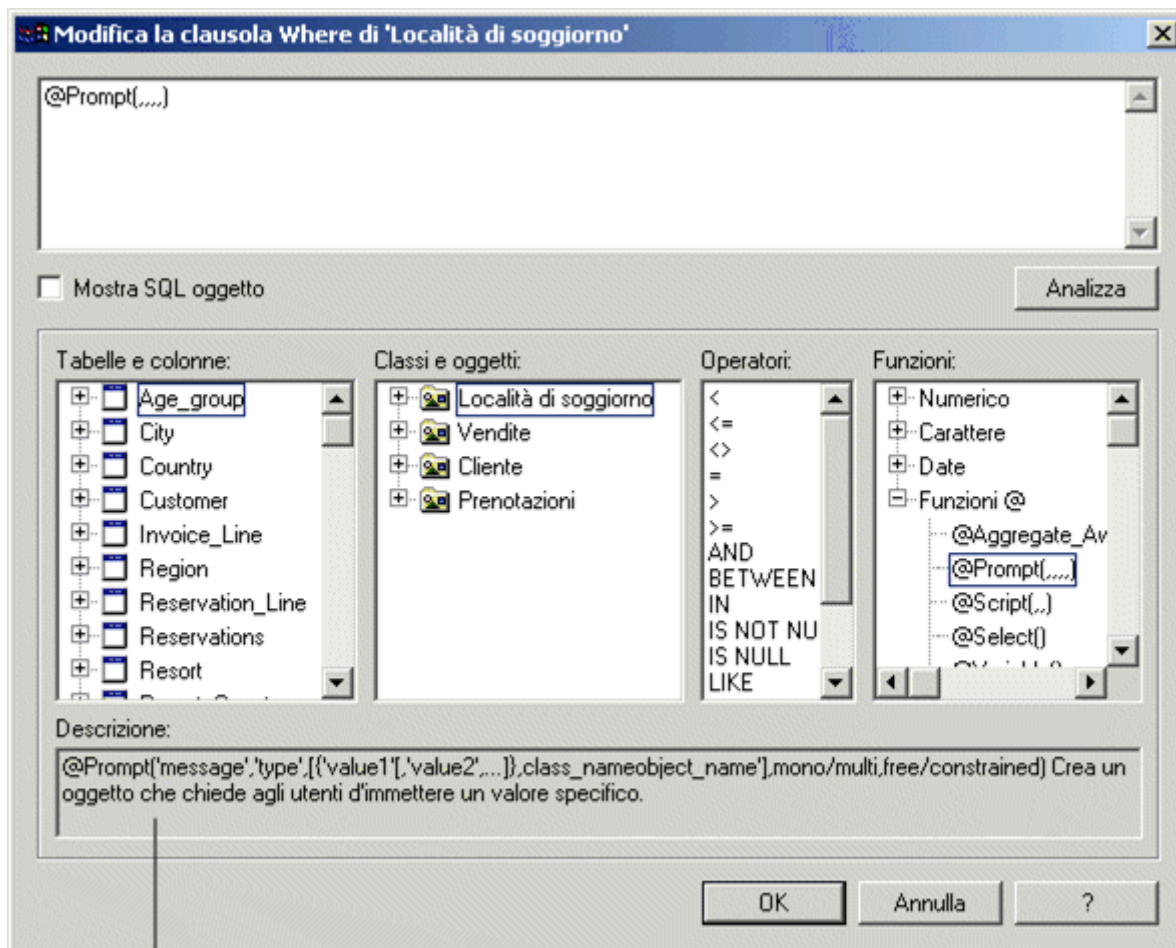 Modifica la clausola Where di 'Località di soggiorno'
@Prompt(,,,,)
Mostra SQL oggetto
Analizza
Tabelle e colonne:
Age_group
City
Country
Customer
Invoice_Line
Region
Reservation_Line
Reservations
Resort
Classi e oggetti:
Località di soggiorno
Vendite
Cliente
Prenotazioni
Operatori:
<
<=
<>
=
>
>=
AND
BETWEEN
IN
IS NOT NU
IS NULL
LIKE
Funzioni:
Numerico
Carattere
Date
Funzioni @
@Aggregate_Av
@Prompt(,,,,)
@Script(,,)
@Select()
Descrizione:
@Prompt('message','type',[{'value1'[,'value2',...]},class_nameobject_name'],mono/multi,free/constrained) Crea un
oggetto che chiede agli utenti d'immettere un valore specifico.
OK
Annulla
?